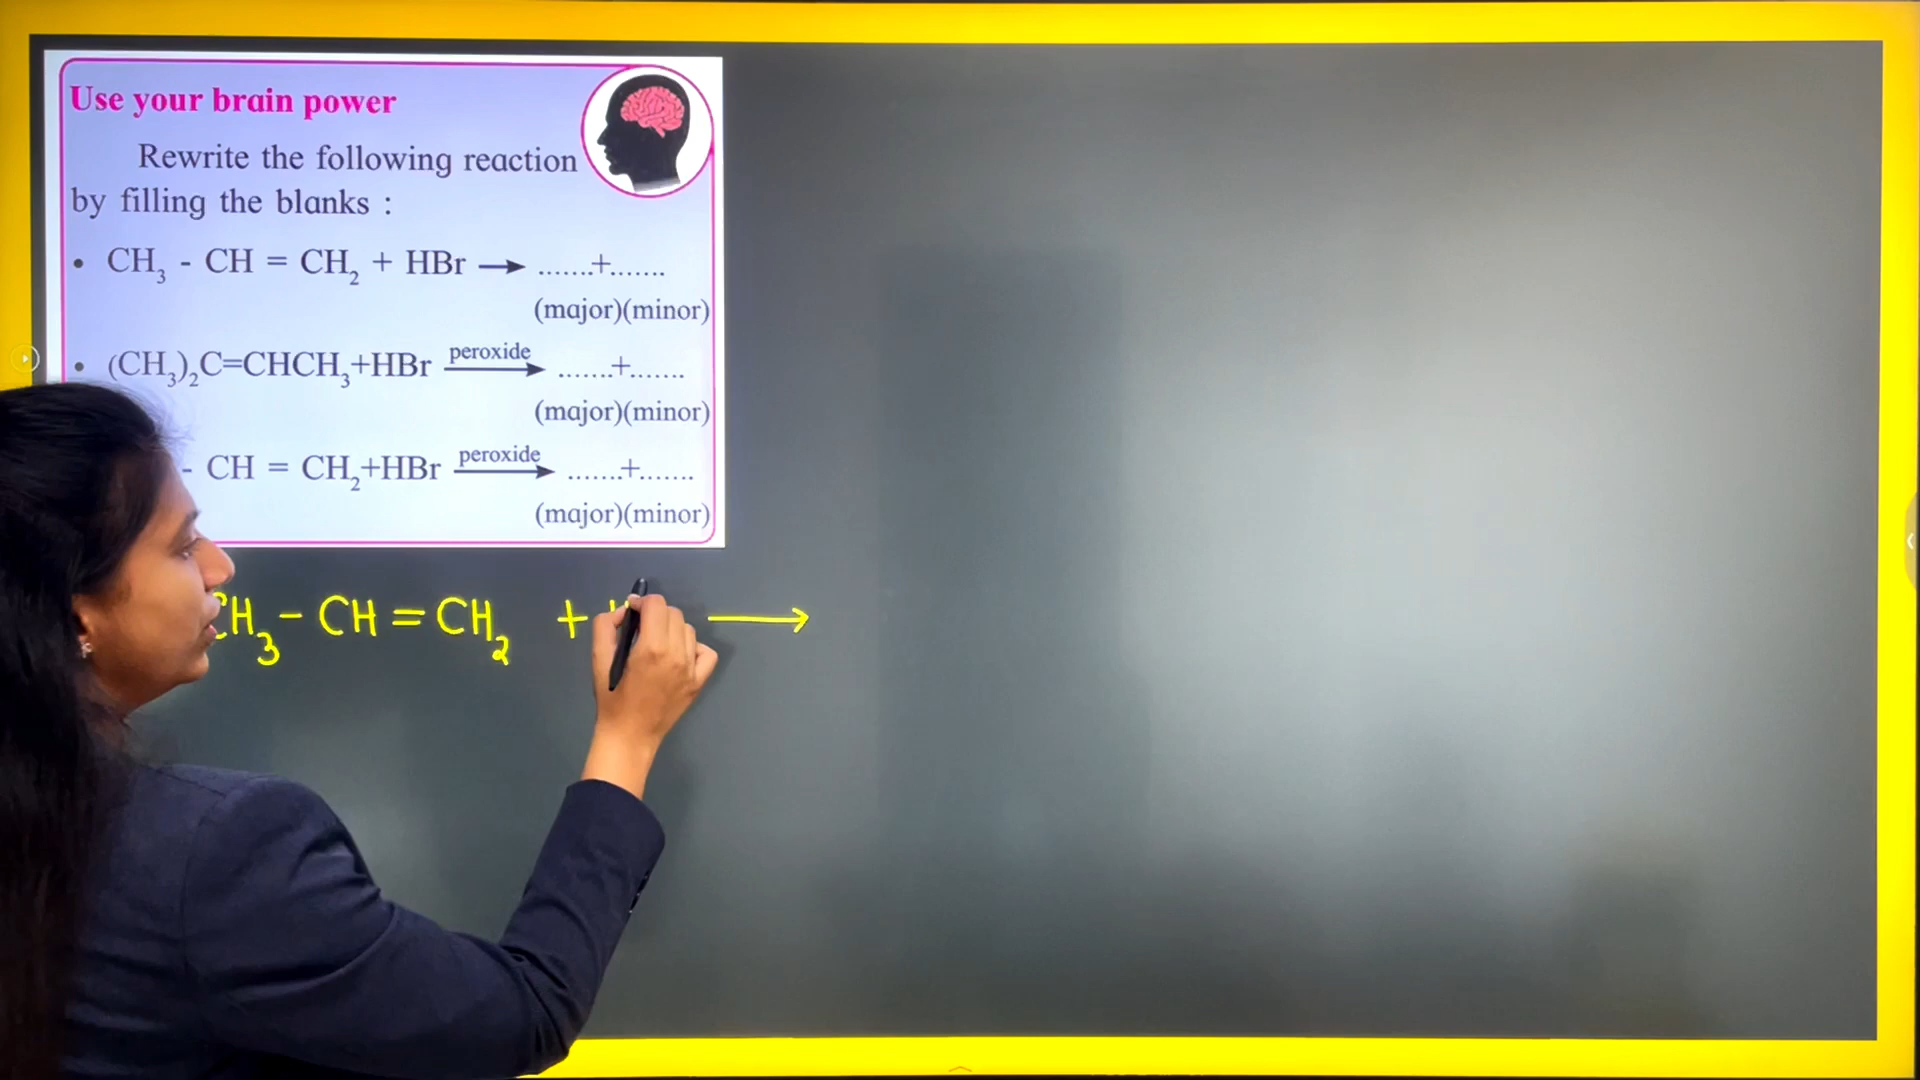 Use your brain power
Rewrite the following reaction
by filling the blanks :
• CH₃ - CH = CH₂ + HBr ⟶ .......+.......
(major)(minor)
• (CH₃)₂C=CHCH₃+HBr peroxide⟶ .......+.......
(major)(minor)
- CH = CH₂+HBr peroxide⟶ .......+.......
(major)(minor)
CH₃ – CH = CH₂ + ⟶